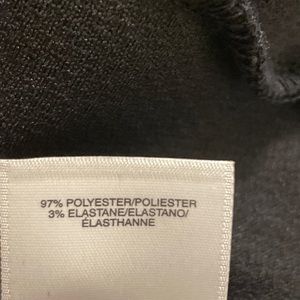 97% POLYESTER/POLIESTER
3% ELASTANE/ELASTANO/
ÉLASTHANNE